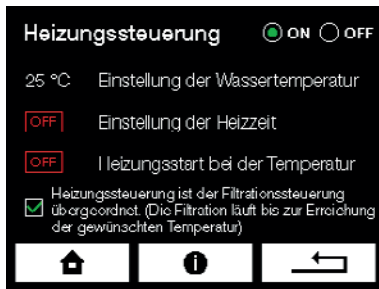 Heizungssteuerung ON OFF
25 °C Einstellung der Wassertemperatur
OFF Einstellung der Heizzeit
OFF Heizungsstart bei der Temperatur
Heizungssteuerung ist der Filtrationssteuerung
übergeordnet. (Die Filtration läuft bis zur Erreichung
der gewünschten Temperatur)